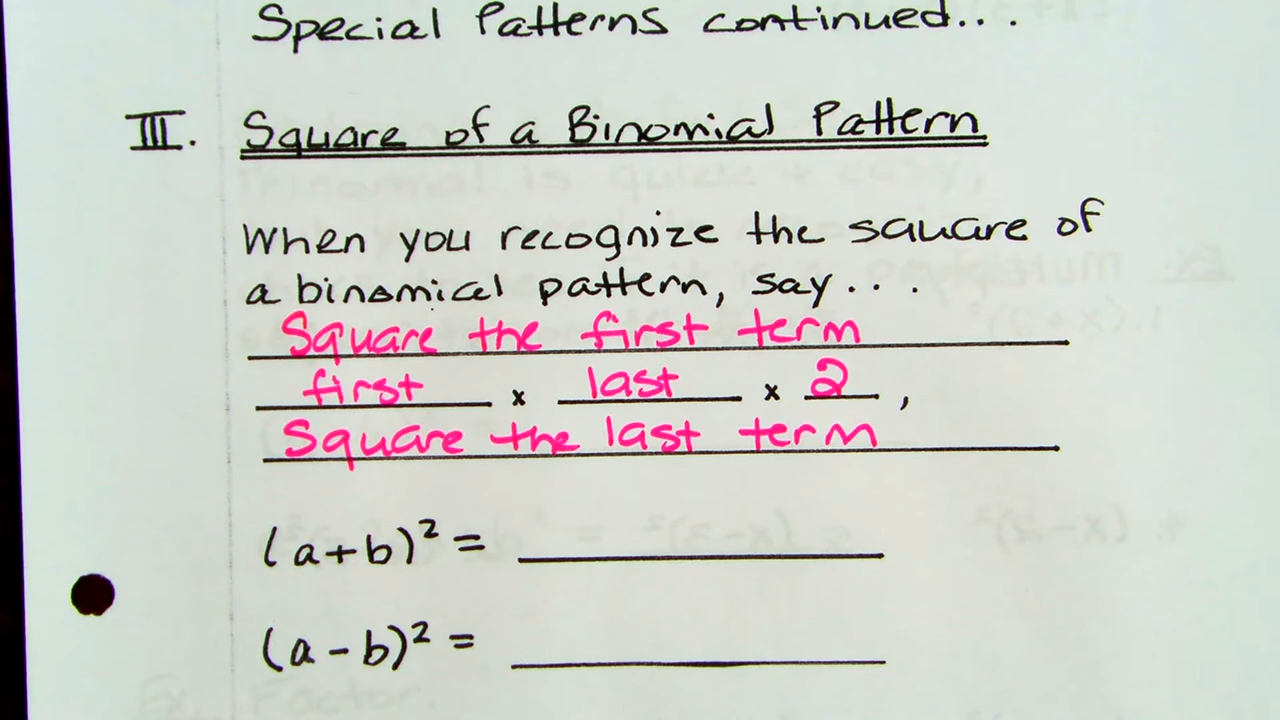 Special Patterns continued...
III. Square of a Binomial Pattern
When you recognize the square of
a binomical pattern, say...
Square the first term
first x last x 2 ,
Square the last term
(a+b)² =
(a-b)² =